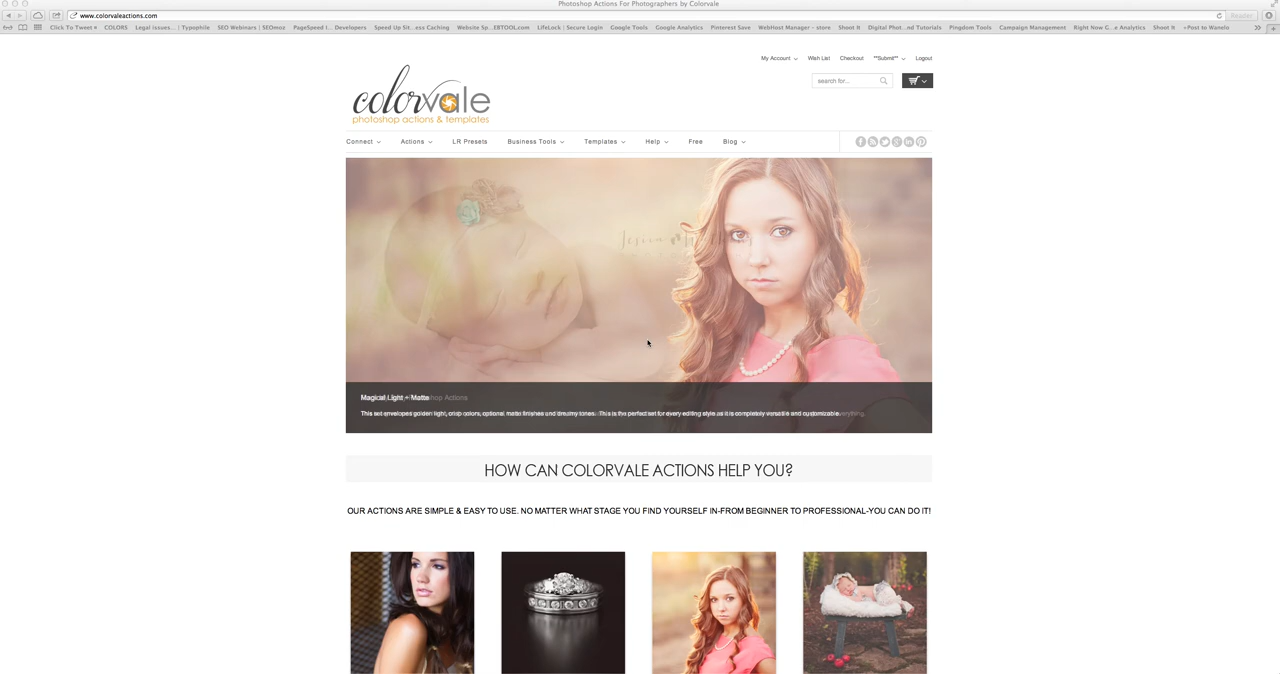 Photoshop Actions For Photographers by Colorvale
www.colorvaleactions.com
Reader
Click To Tweet COLORS Legal Issues... | Typophile SEO Webinars | SEOmoz PageSpeed I... Developers Speed Up Sit...ess Caching Website Sp...EBTOOL.com LifeLock | Secure Login Google Tools Google Analytics Pinterest Save WebHost Manager - store Shoot It Digital Phot...nd Tutorials Pingdom Tools Campaign Management Right Now G...e Analytics Shoot It +Post to Wanelo
My Account Wish List Checkout **Submit** Logout
search for...
colorvale
photoshop actions & templates
Connect Actions LR Presets Business Tools Templates Help Free Blog
Magical Light + Matte
This set envelopes golden light, crisp colors, optional matte finishes and dreamy tones. This is the perfect set for every editing style as it is completely versatile and customizable.
HOW CAN COLORVALE ACTIONS HELP YOU?
OUR ACTIONS ARE SIMPLE & EASY TO USE. NO MATTER WHAT STAGE YOU FIND YOURSELF IN-FROM BEGINNER TO PROFESSIONAL-YOU CAN DO IT!